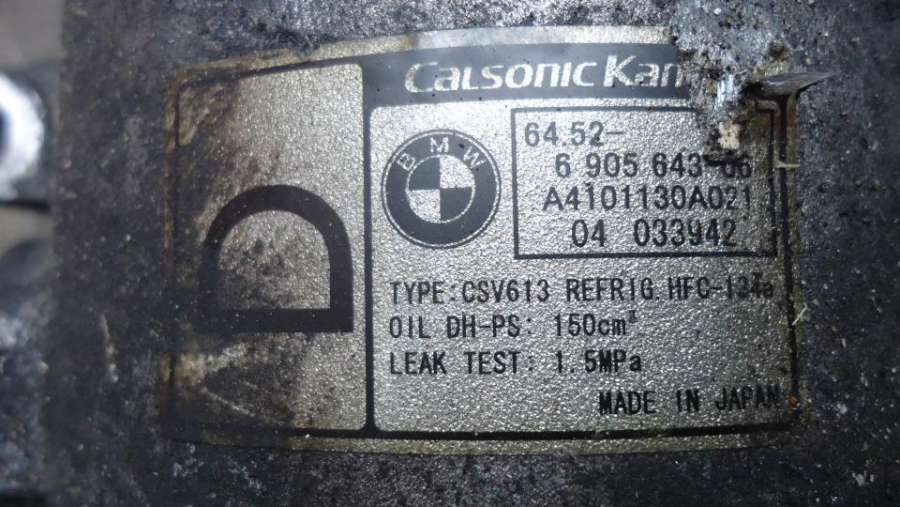 CALSONIC Kan
BMW
64.52-
6 905 643-06
A4101130A021
04 033942
D
TYPE:CSV613 REFRIG.HFC-134a
OIL DH-PS: 150cm³
LEAK TEST: 1.5MPa
MADE IN JAPAN